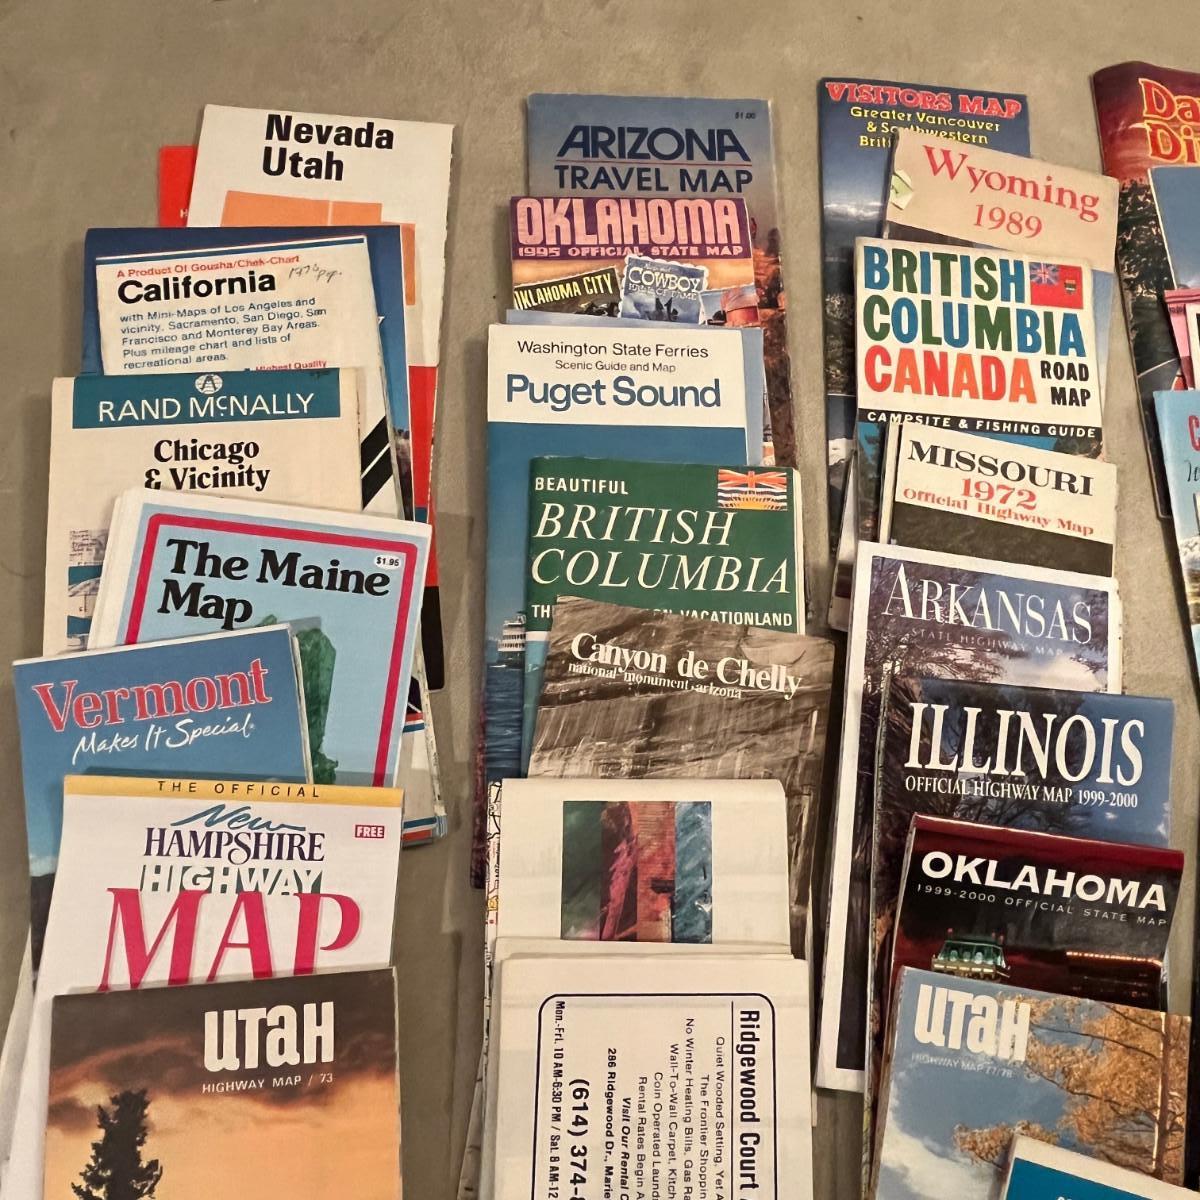 Nevada
Utah
A Product Of Gousha/Chek-Chart
California
with Mini-Maps of Los Angeles and
vicinity, Sacramento, San Diego, San
Francisco and Monterey Bay Areas.
Plus mileage chart and lists of
recreational areas.
Highest Quality
RAND McNALLY
Chicago
& Vicinity
The Maine
Map
$1.95
Vermont
Makes It Special
THE OFFICIAL
New
HAMPSHIRE
FREE
HIGHWAY
MAP
UTAH
HIGHWAY MAP / 73
$1.00
ARIZONA
TRAVEL MAP
OKLAHOMA
1995 OFFICIAL STATE MAP
OKLAHOMA CITY
COWBOY
HALL OF FAME
Washington State Ferries
Scenic Guide and Map
Puget Sound
BEAUTIFUL
BRITISH
COLUMBIA
VACATIONLAND
Canyon de Chelly
national monument arizona
Ridgewood Court
Quiet Wooded Setting, Yet
The Frontier
No Winter Heating Bills, Gas
Wall-To-Wall Carpet,
Coin Operated
Rental Rates Begin
Visit Our Rental
286 Ridgewood Dr.,
(614) 374-
Mon.-Fri. 10 AM-6:30 PM / Sat. 8 AM-12
VISITORS MAP
Greater Vancouver
& Southwestern
Wyoming
1989
BRITISH
COLUMBIA
CANADA
ROAD
MAP
CAMPSITE & FISHING GUIDE
MISSOURI
1972
Official Highway Map
ARKANSAS
STATE HIGHWAY MAP
ILLINOIS
OFFICIAL HIGHWAY MAP 1999-2000
OKLAHOMA
1999-2000 OFFICIAL STATE MAP
UTAH
HIGHWAY MAP 77/78